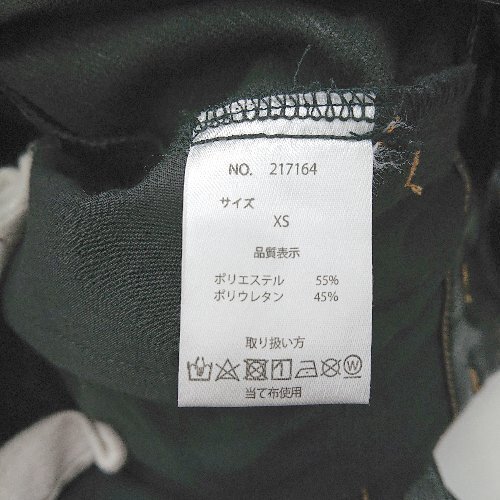 NO. 217164
サイズ
XS
品質表示
ポリエステル 55%
ポリウレタン 45%
取り扱い方
W
当て布使用